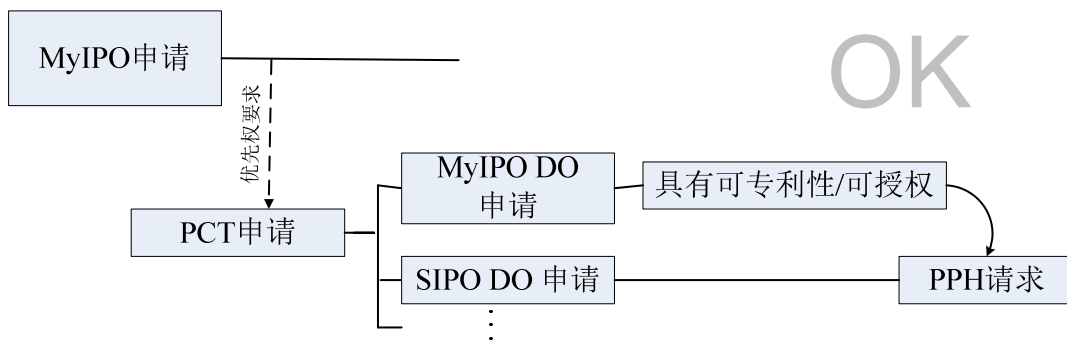 MyIPO申请
OK
优先权要求
MyIPO DO
申请
具有可专利性/可授权
PCT申请
SIPO DO 申请
PPH请求